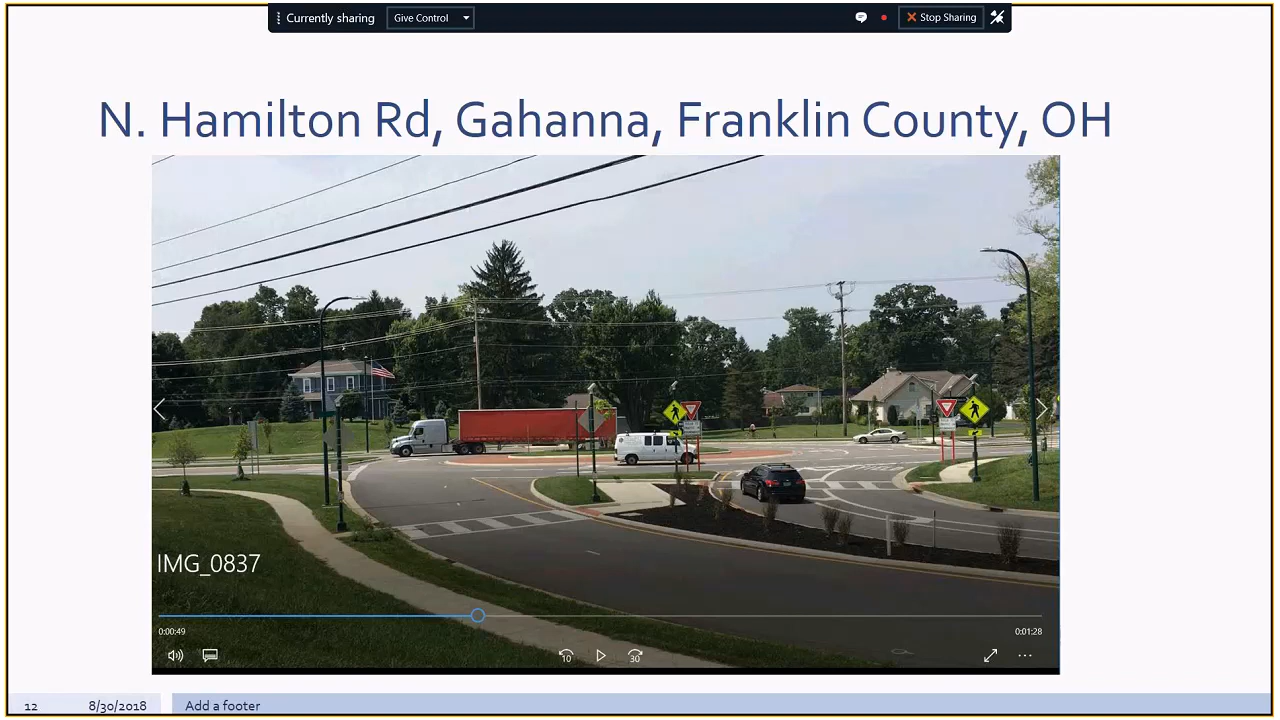 Currently sharing
Give Control
Stop Sharing
N. Hamilton Rd, Gahanna, Franklin County, OH
IMG_0837
0:00:49
0:01:28
10
30
12
8/30/2018
Add a footer